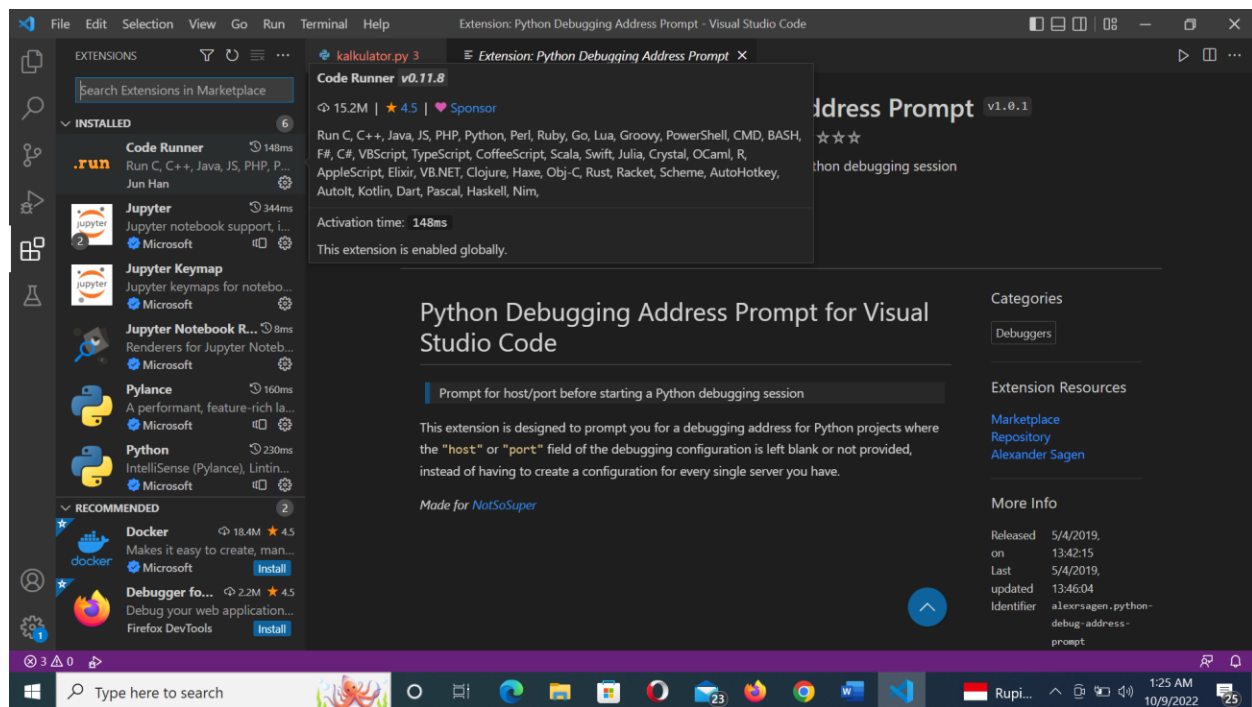 File Edit Selection View Go Run Terminal Help
Extension: Python Debugging Address Prompt - Visual Studio Code
EXTENSIONS
Search Extensions in Marketplace
INSTALLED 6
Code Runner 148ms
Run C, C++, Java, JS, PHP, P...
Jun Han
Jupyter 344ms
Jupyter notebook support, i...
Microsoft
2
Jupyter Keymap
Jupyter keymaps for notebo...
Microsoft
Jupyter Notebook R... 8ms
Renderers for Jupyter Noteb...
Microsoft
Pylance 160ms
A performant, feature-rich la...
Microsoft
Python 230ms
IntelliSense (Pylance), Lintin...
Microsoft
RECOMMENDED 2
Docker 18.4M ★ 4.5
Makes it easy to create, man...
Microsoft Install
Debugger fo... 2.2M ★ 4.5
Debug your web application...
Firefox DevTools Install
.run
jupyter
jupyter
docker
kalkulator.py 3
Extension: Python Debugging Address Prompt
Code Runner v0.11.8
15.2M | ★ 4.5 | Sponsor
Run C, C++, Java, JS, PHP, Python, Perl, Ruby, Go, Lua, Groovy, PowerShell, CMD, BASH,
F#, C#, VBScript, TypeScript, CoffeeScript, Scala, Swift, Julia, Crystal, OCaml, R,
AppleScript, Elixir, VB.NET, Clojure, Haxe, Obj-C, Rust, Racket, Scheme, AutoHotkey,
AutoIt, Kotlin, Dart, Pascal, Haskell, Nim,
Activation time: 148ms
This extension is enabled globally.
ddress Prompt v1.0.1
thon debugging session
Python Debugging Address Prompt for Visual
Studio Code
Prompt for host/port before starting a Python debugging session
This extension is designed to prompt you for a debugging address for Python projects where
the "host" or "port" field of the debugging configuration is left blank or not provided,
instead of having to create a configuration for every single server you have.
Made for NotSoSuper
Categories
Debuggers
Extension Resources
Marketplace
Repository
Alexander Sagen
More Info
Released on 5/4/2019, 13:42:15
Last updated 5/4/2019, 13:46:04
Identifier alexrsagen.python-debug-address-prompt
1
3 0
Type here to search
23
Rupi...
1:25 AM
10/9/2022
25